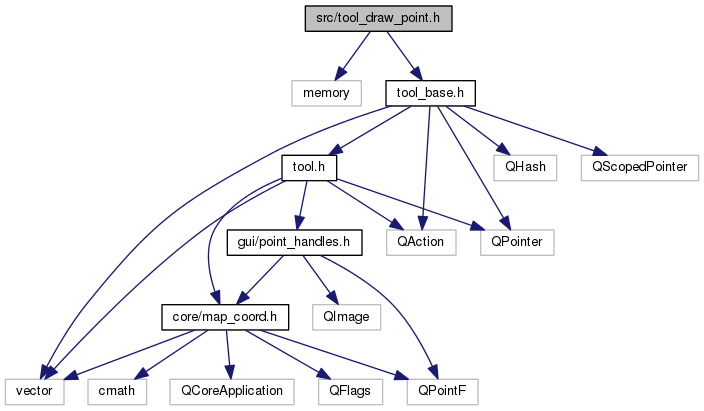 src/tool_draw_point.h
memory
tool_base.h
tool.h
QHash
QScopedPointer
gui/point_handles.h
QAction
QPointer
core/map_coord.h
QImage
vector
cmath
QCoreApplication
QFlags
QPointF